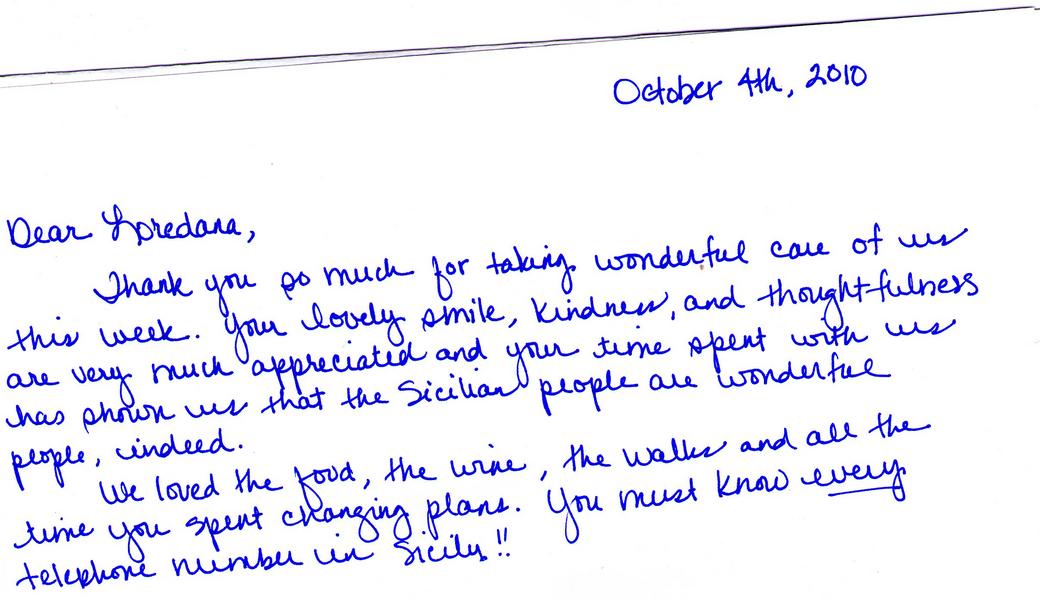 October 4th, 2010
Dear Loredana,
Thank you so much for taking wonderful care of us
this week. Your lovely smile, kindness, and thoughtfulness
are very much appreciated and your time spent with us
has shown us that the Sicilian people are wonderful
people, indeed.
We loved the food, the wine, the walks and all the
time you spent changing plans. You must know every
telephone number in Sicily!!